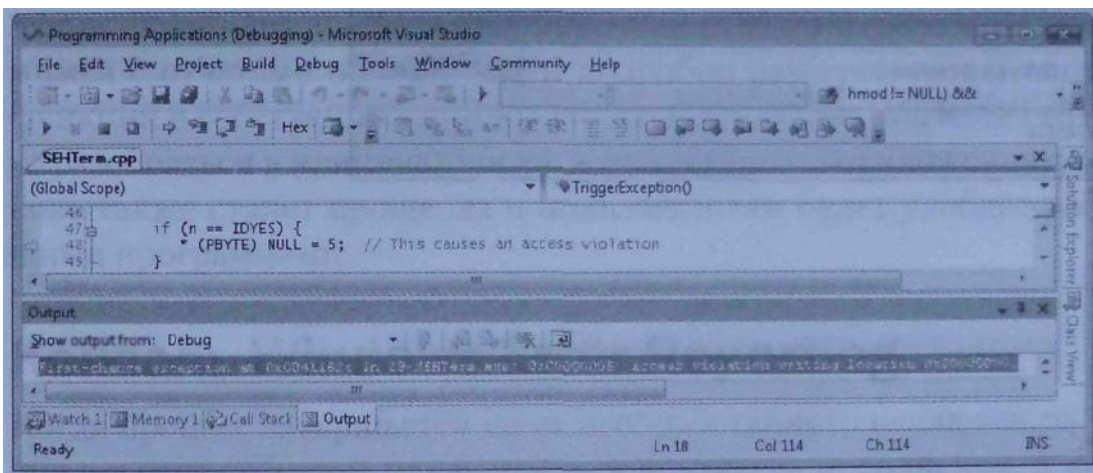 Programming Applications (Debugging) - Microsoft Visual Studio
File Edit View Project Build Debug Tools Window Community Help
hmod != NULL) &&
Hex
SEHTerm.cpp
(Global Scope)
TriggerException()
46
47 if (n == IDYES) {
48 * (PBYTE) NULL = 5; // This causes an access violation
49 }
Solution Explorer
Class View
Output
Show output from: Debug
First-chance exception at in Access violation writing location
Watch 1 Memory 1 Call Stack Output
Ready Ln 18 Col 114 Ch 114 INS